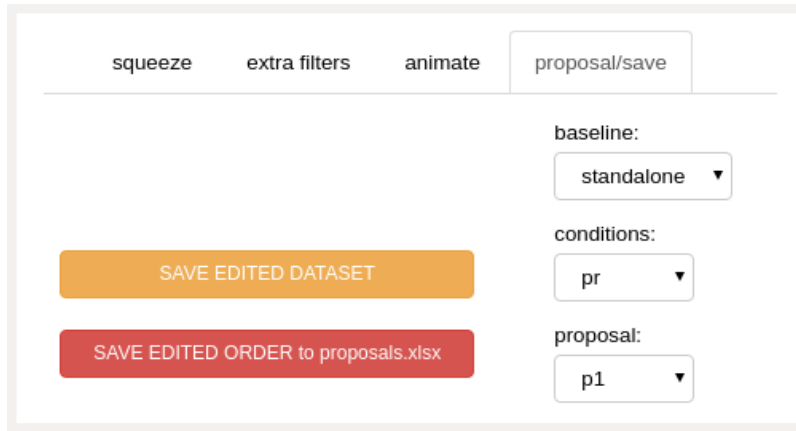 squeeze extra filters animate proposal/save
baseline:
standalone
conditions:
SAVE EDITED DATASET
pr
SAVE EDITED ORDER to proposals.xlsx
proposal:
p1